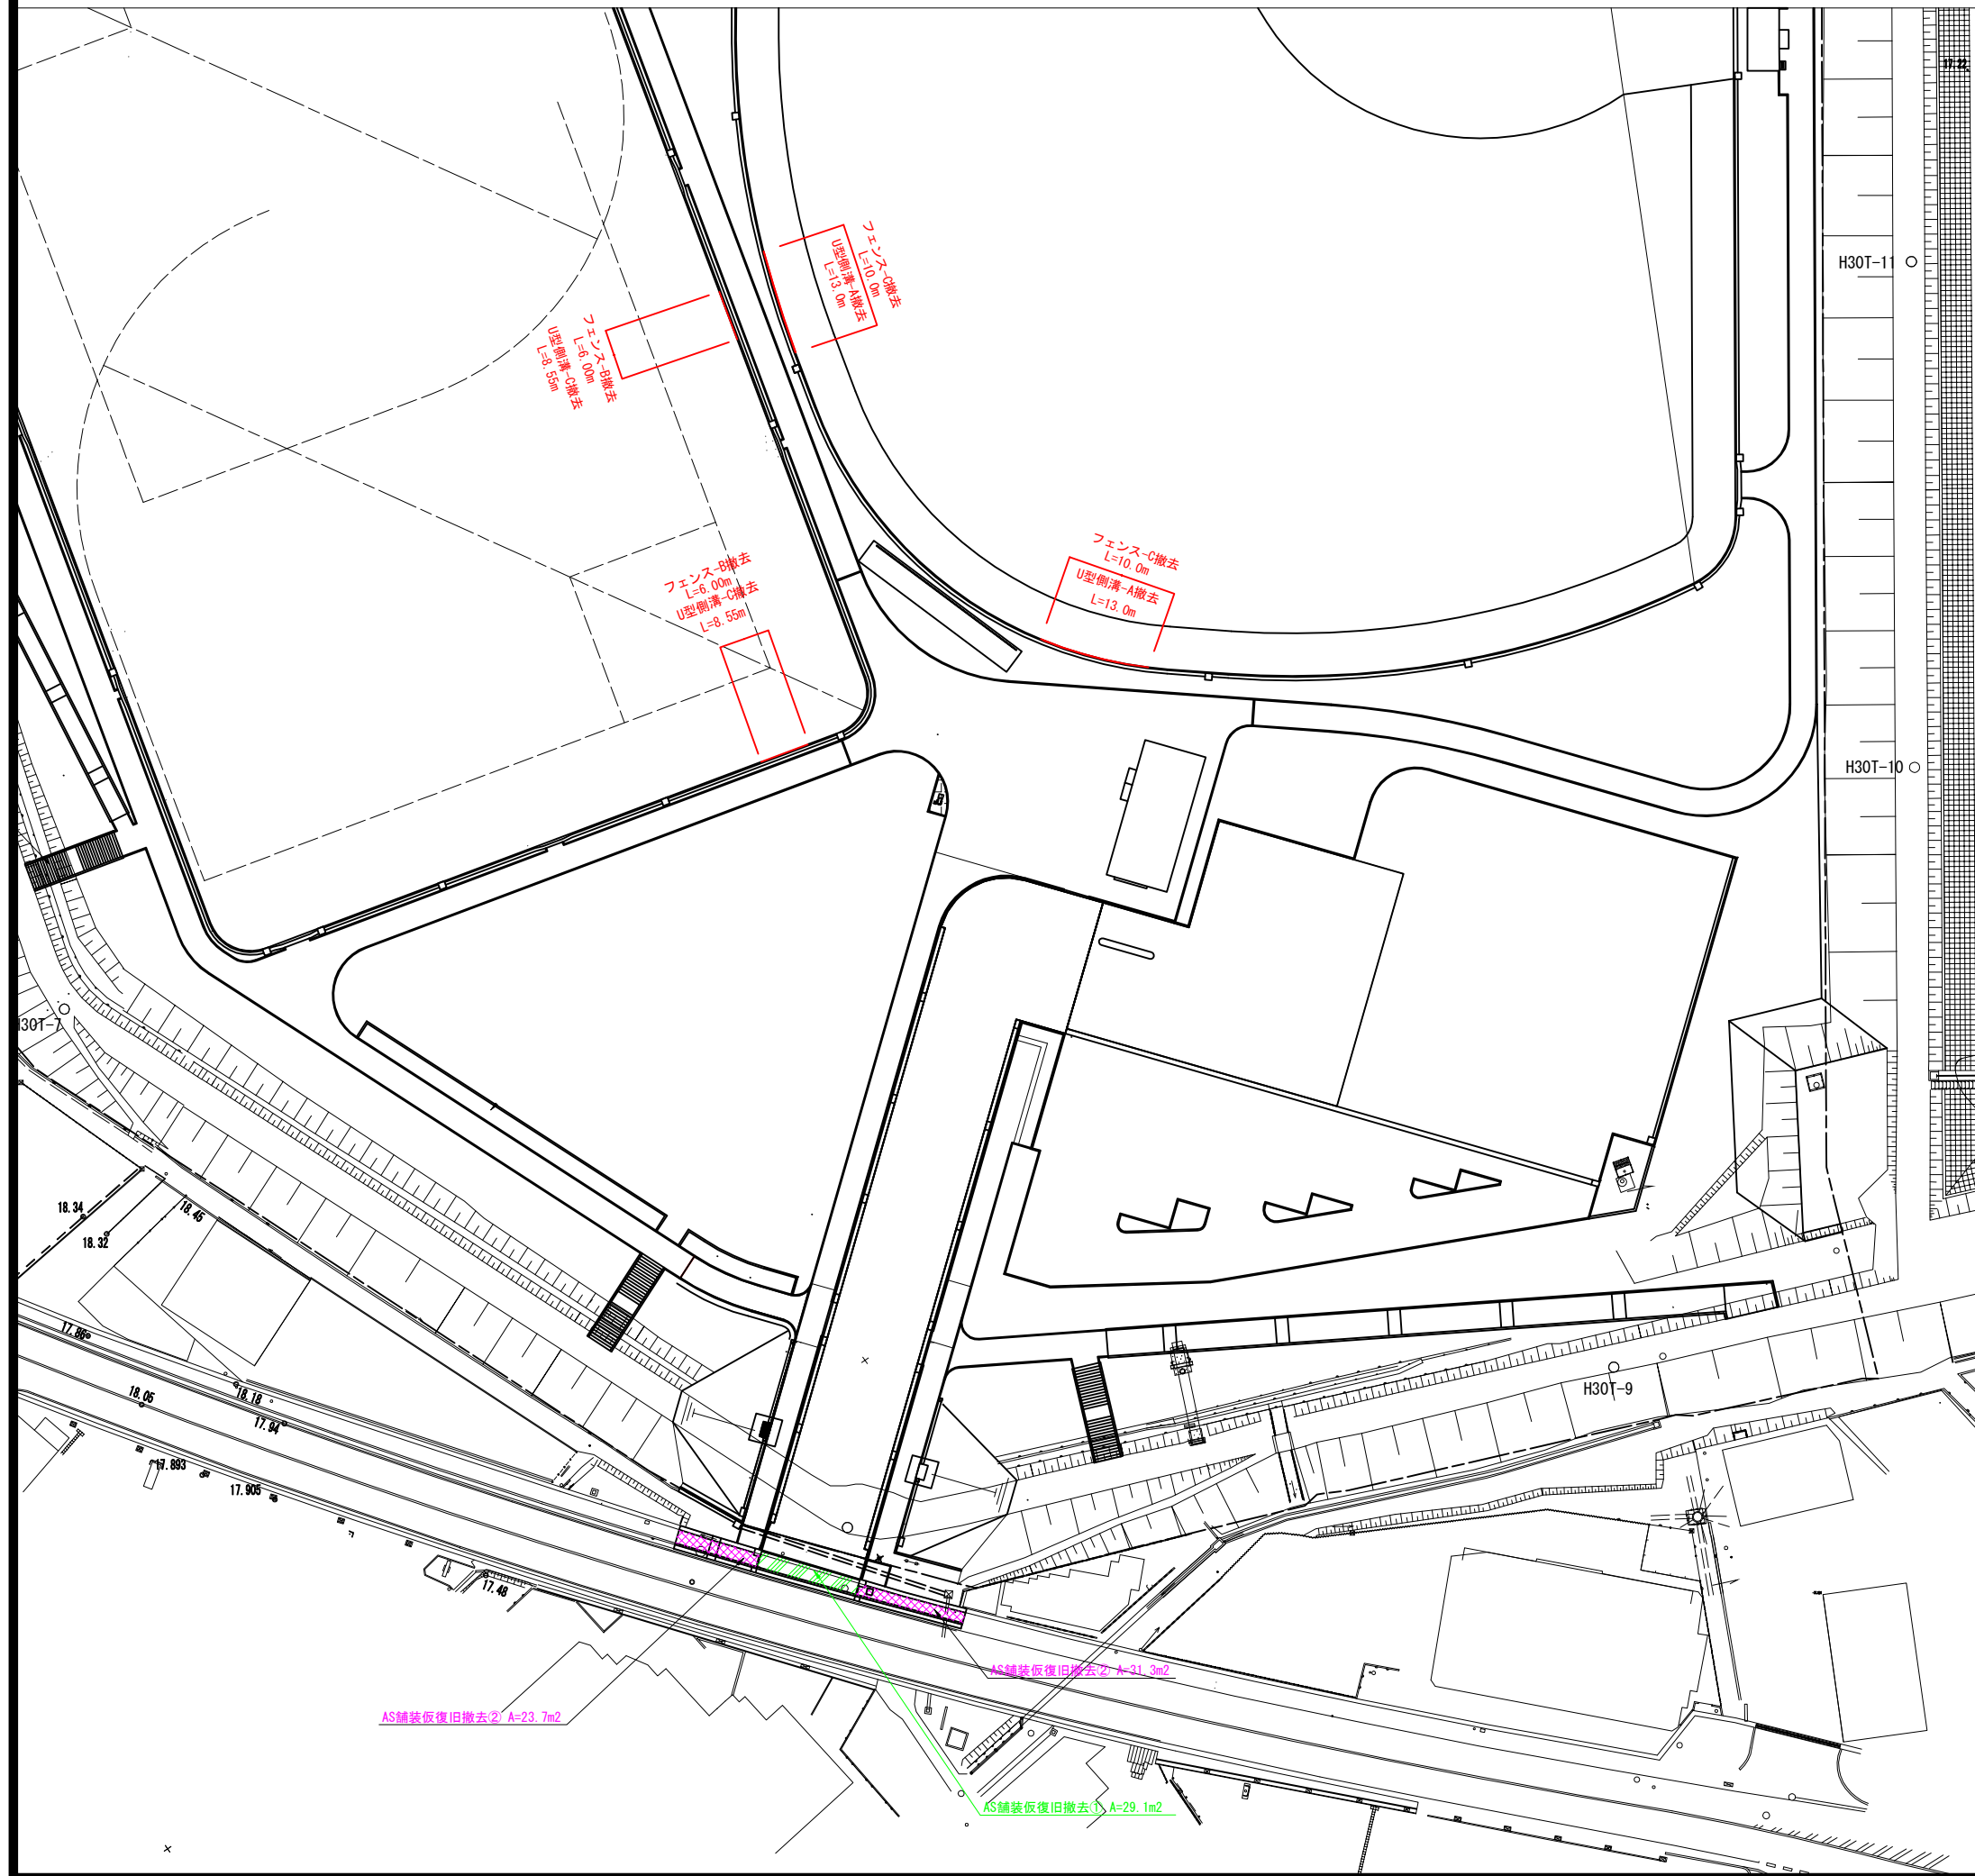 17.22
H30T-11
フェンス-C撤去
L=10.0m
U型側溝-A撤去
L=13.0m
フェンス-B撤去
L=6.00m
U型側溝-C撤去
L=8.55m
フェンス-C撤去
L=10.0m
U型側溝-A撤去
L=13.0m
フェンス-B撤去
L=6.00m
U型側溝-C撤去
L=8.55m
H30T-10
H30T-7
18.34
18.45
18.32
17.86
18.05
18.18
17.94
17.893
17.905
17.48
H30T-9
AS舗装仮復旧撤去② A=31.3m2
AS舗装仮復旧撤去② A=23.7m2
AS舗装仮復旧撤去① A=29.1m2